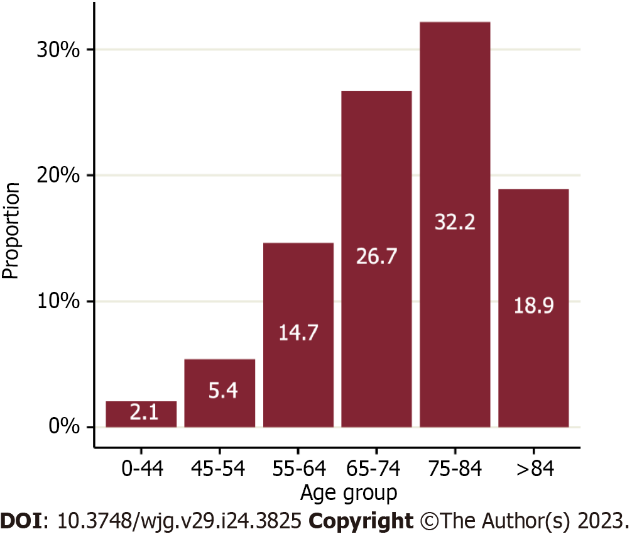 30%
20%
10%
0%
Proportion
2.1
5.4
14.7
26.7
32.2
18.9
0-44 45-54 55-64 65-74 75-84 >84
Age group
DOI: 10.3748/wjg.v29.i24.3825 Copyright ©The Author(s) 2023.